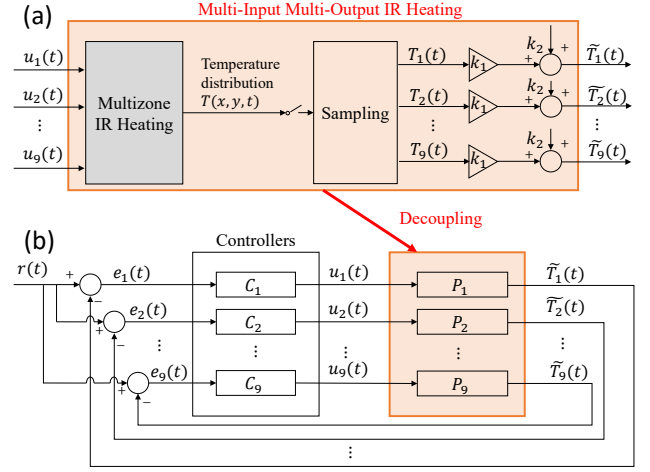 (a)
Multi-Input Multi-Output IR Heating
u₁(t)
u₂(t)
⋮
u₉(t)
Multizone
IR Heating
Temperature
distribution
T(x, y, t)
Sampling
T₁(t)
k₁
k₂
+
+
T̃₁(t)
T₂(t)
k₁
k₂
+
+
T̃₂(t)
⋮
⋮
T₉(t)
k₁
k₂
+
+
T̃₉(t)
Decoupling
(b)
Controllers
r(t)
+
−
e₁(t)
C₁
u₁(t)
P₁
T̃₁(t)
+
−
e₂(t)
C₂
u₂(t)
P₂
T̃₂(t)
⋮
⋮
⋮
⋮
⋮
+
−
e₉(t)
C₉
u₉(t)
P₉
T̃₉(t)
⋯